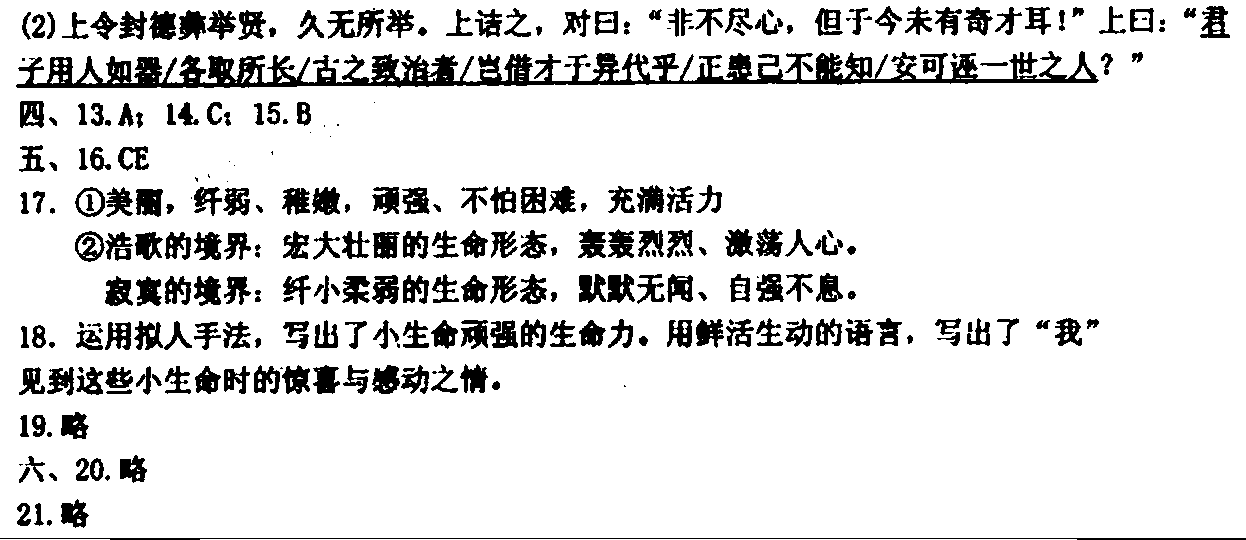 (2)上令封德彝举贤，久无所举。上诘之，对曰：“非不尽心，但于今未有奇才耳！”上曰：“君
子用人如器/各取所长/古之致治者/岂借才于异代乎/正患己不能知/安可诬一世之人？”
四、13.A；14.C；15.B
五、16.CE
17．①美丽，纤弱、稚嫩，顽强、不怕困难，充满活力
②浩歌的境界：宏大壮丽的生命形态，轰轰烈烈、激荡人心。
寂寞的境界：纤小柔弱的生命形态，默默无闻、自强不息。
18．运用拟人手法，写出了小生命顽强的生命力。用鲜活生动的语言，写出了“我”
见到这些小生命时的惊喜与感动之情。
19.略
六、20.略
21.略